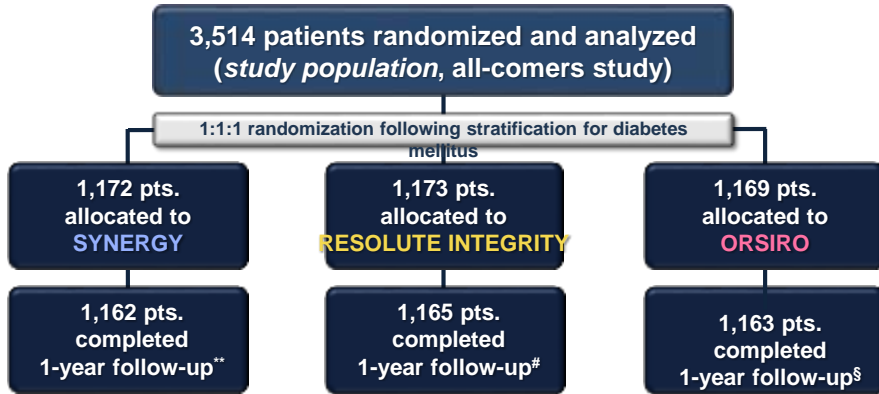 3,514 patients randomized and analyzed
(study population, all-comers study)
1:1:1 randomization following stratification for diabetes
mellitus
1,172 pts.
allocated to
SYNERGY
1,173 pts.
allocated to
RESOLUTE INTEGRITY
1,169 pts.
allocated to
ORSIRO
1,162 pts.
completed
1-year follow-up**
1,165 pts.
completed
1-year follow-up#
1,163 pts.
completed
1-year follow-up§